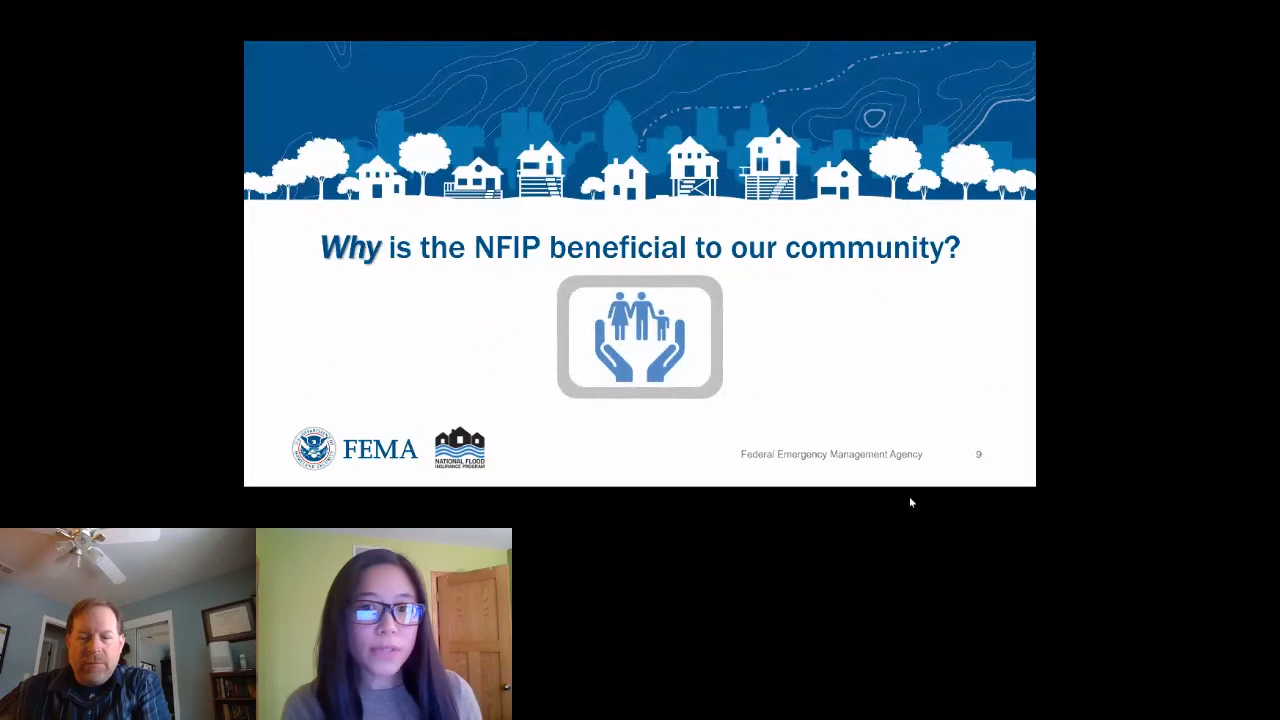 Why is the NFIP beneficial to our community?
FEMA
NATIONAL FLOOD
INSURANCE PROGRAM
Federal Emergency Management Agency
9